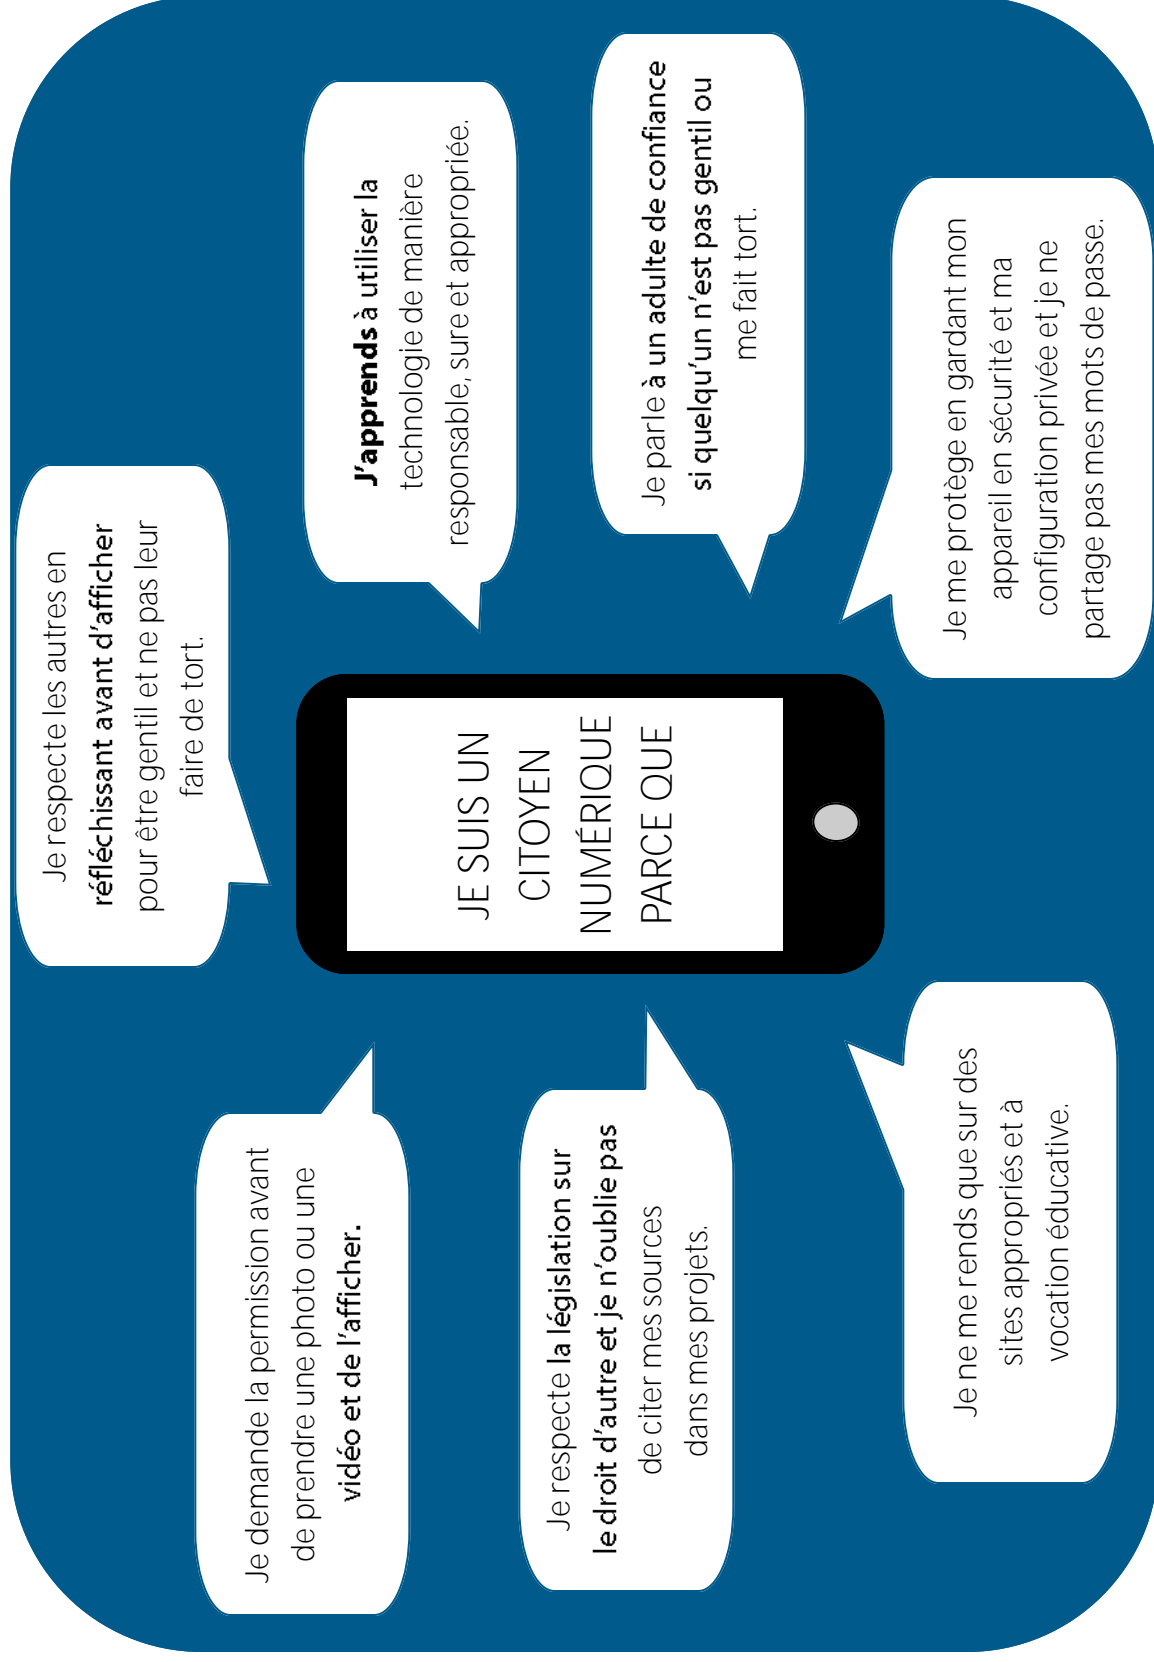 Je respecte les autres en
réfléchissant avant d'afficher
pour être gentil et ne pas leur
faire de tort.
Je demande la permission avant
de prendre une photo ou une
vidéo et de l'afficher.
J'apprends à utiliser la
technologie de manière
responsable, sure et appropriée.
JE SUIS UN
CITOYEN
NUMÉRIQUE
PARCE QUE
Je respecte la législation sur
le droit d'autre et je n'oublie pas
de citer mes sources
dans mes projets.
Je parle à un adulte de confiance
si quelqu'un n'est pas gentil ou
me fait tort.
Je ne me rends que sur des
sites appropriés et à
vocation éducative.
Je me protège en gardant mon
appareil en sécurité et ma
configuration privée et je ne
partage pas mes mots de passe.